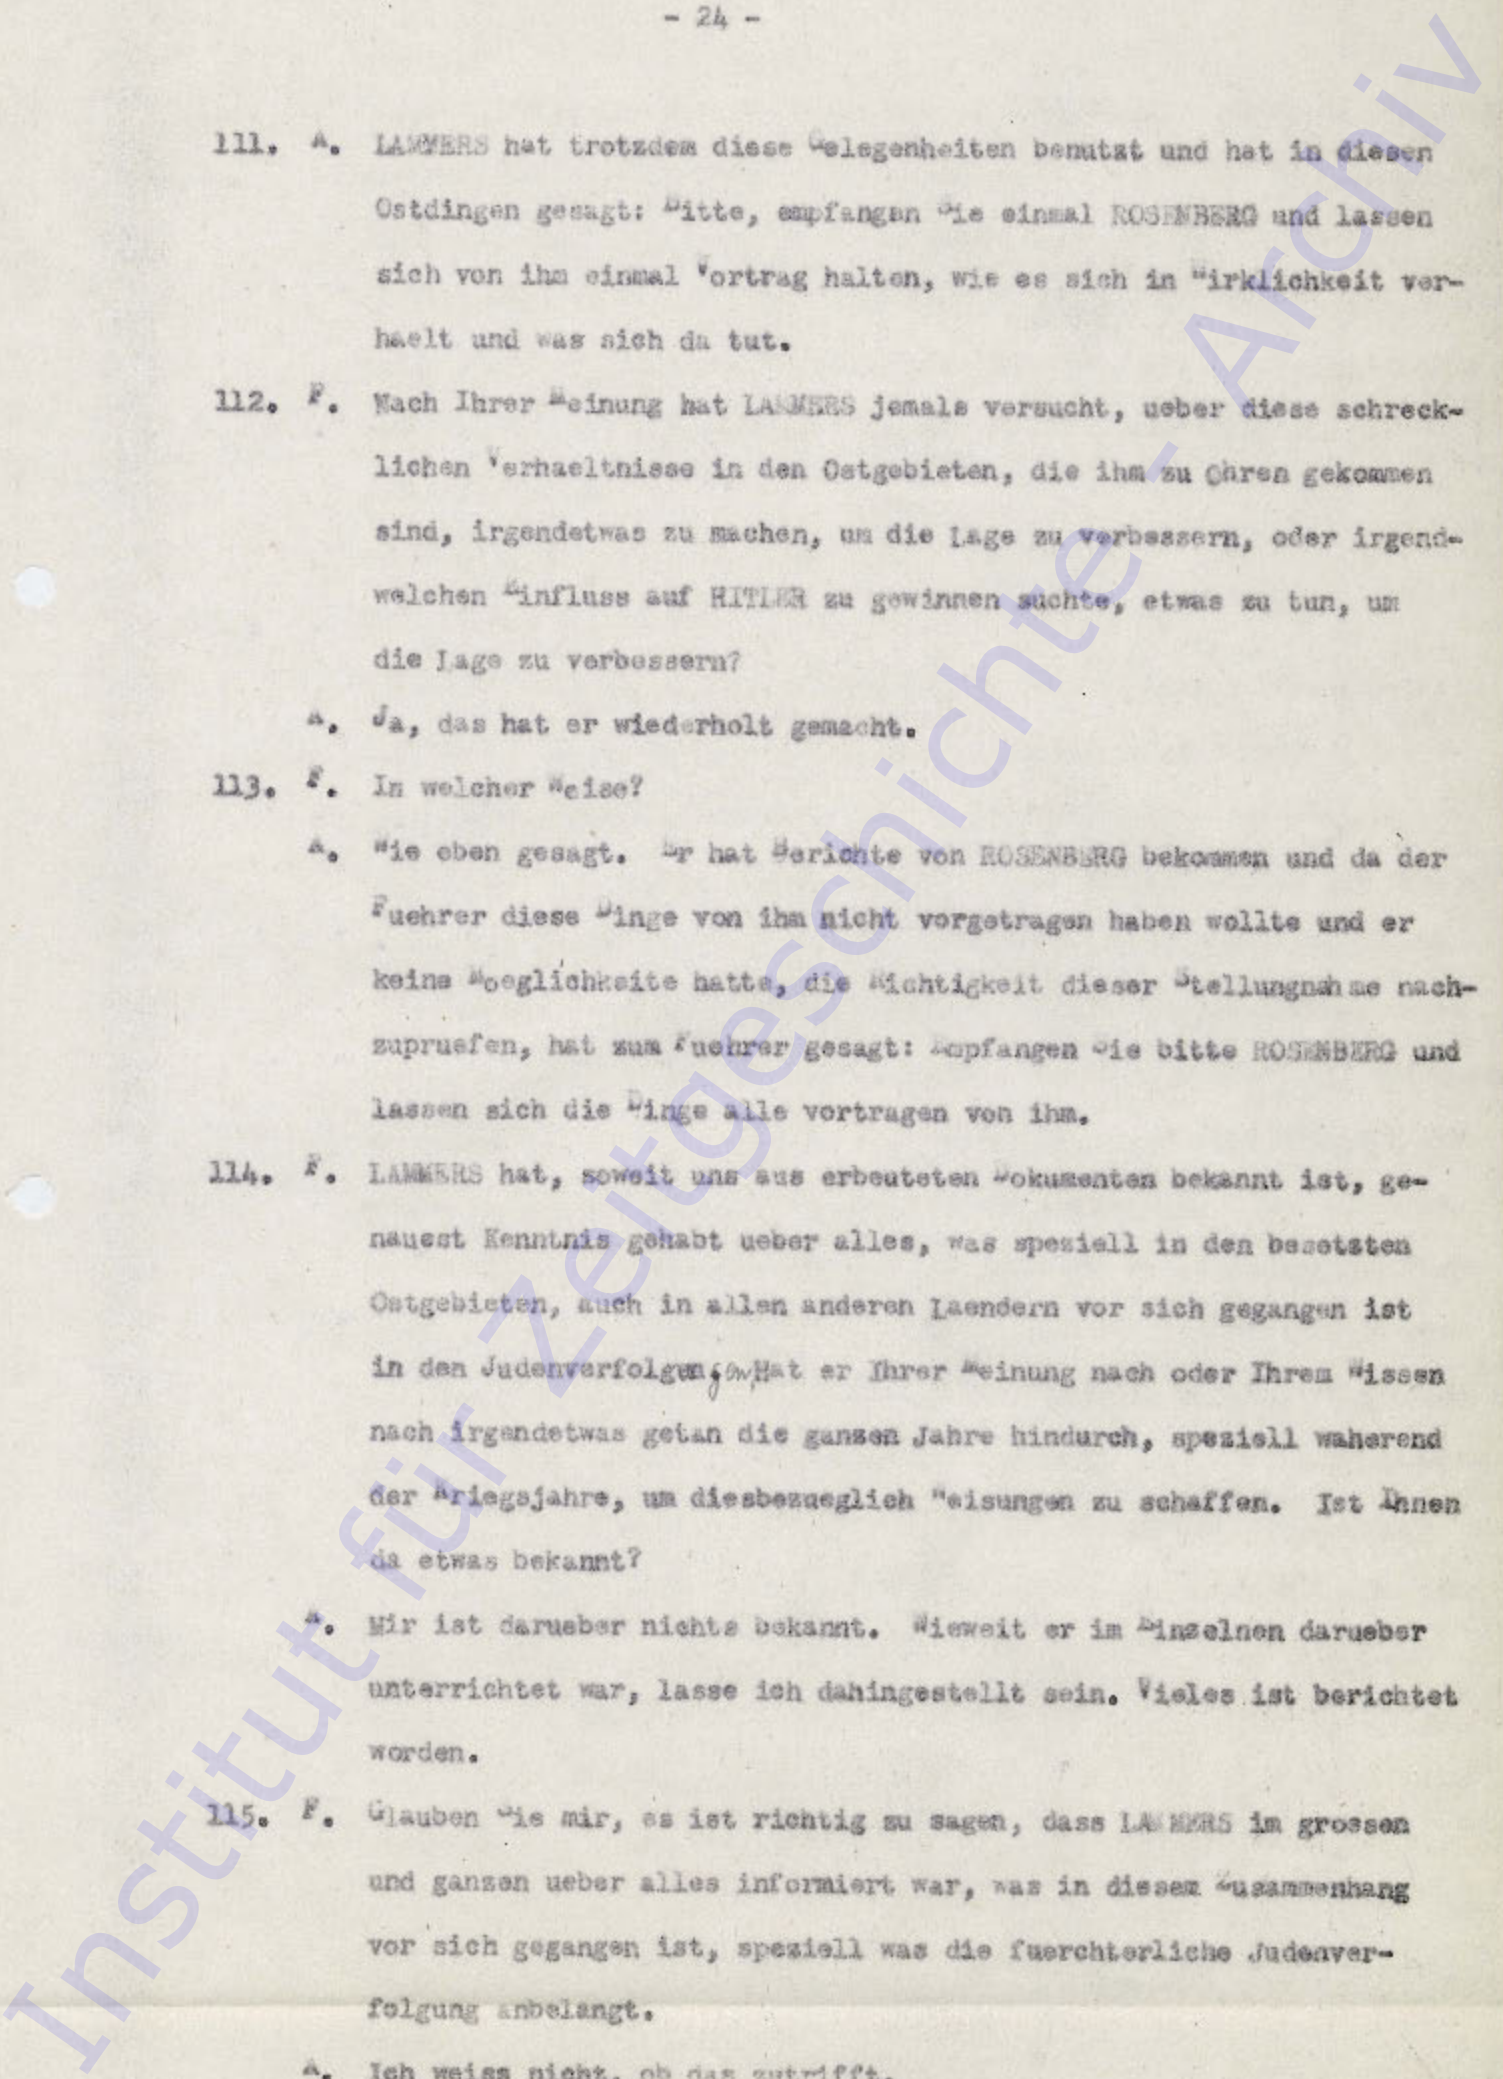 - 24 -
111. A. LAMMERS hat trotzdem diese Gelegenheiten benutzt und hat in diesen
Ostdingen gesagt: Bitte, empfangen Sie einmal ROSENBERG und lassen
sich von ihm einmal Vortrag halten, wie es sich in Wirklichkeit ver-
haelt und was sich da tut.
112. F. Nach Ihrer Meinung hat LAMMERS jemals versucht, ueber diese schreck-
lichen Verhaeltnisse in den Ostgebieten, die ihm zu Ohren gekommen
sind, irgendetwas zu machen, um die Lage zu verbessern, oder irgend-
welchen Einfluss auf HITLER zu gewinnen suchte, etwas zu tun, um
die Lage zu verbessern?
A. Ja, das hat er wiederholt gemacht.
113. F. In welcher Weise?
A. Wie eben gesagt. Er hat Berichte von ROSENBERG bekommen und da der
Fuehrer diese Dinge von ihm nicht vorgetragen haben wollte und er
keine Moeglichkeite hatte, die Richtigkeit dieser Stellungnahme nach-
zupruefen, hat zum Fuehrer gesagt: Empfangen Sie bitte ROSENBERG und
lassen sich die Dinge alle vortragen von ihm.
114. F. LAMMERS hat, soweit uns aus erbeuteten Dokumenten bekannt ist, ge-
nauest Kenntnis gehabt ueber alles, was speziell in den besetzten
Ostgebieten, auch in allen anderen Laendern vor sich gegangen ist
in den Judenverfolgungen, Hat er Ihrer Meinung nach oder Ihrem Wissen
nach irgendetwas getan die ganzen Jahre hindurch, speziell waherend
der Kriegsjahre, um diesbezueglich Weisungen zu schaffen. Ist Ihnen
da etwas bekannt?
A. Mir ist darueber nichts bekannt. Wieweit er im Einzelnen darueber
unterrichtet war, lasse ich dahingestellt sein. Vieles ist berichtet
worden.
115. F. Glauben Sie mir, es ist richtig zu sagen, dass LAMMERS im grossen
und ganzen ueber alles informiert war, was in diesem Zusammenhang
vor sich gegangen ist, speziell was die fuerchterliche Judenver-
folgung anbelangt.
A. Ich weiss nicht, ob das zutrifft.
Institut für Zeitgeschichte - Archiv